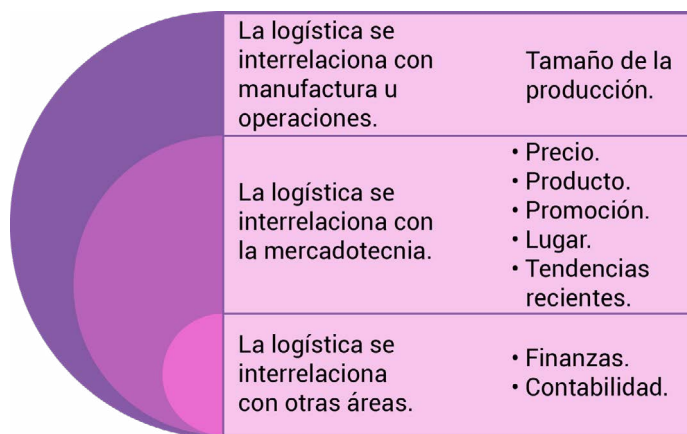 La logística se
interrelaciona con
manufactura u
operaciones.
Tamaño de la
producción.
La logística se
interrelaciona con
la mercadotecnia.
• Precio.
• Producto.
• Promoción.
• Lugar.
• Tendencias
recientes.
La logística se
interrelaciona
con otras áreas.
• Finanzas.
• Contabilidad.